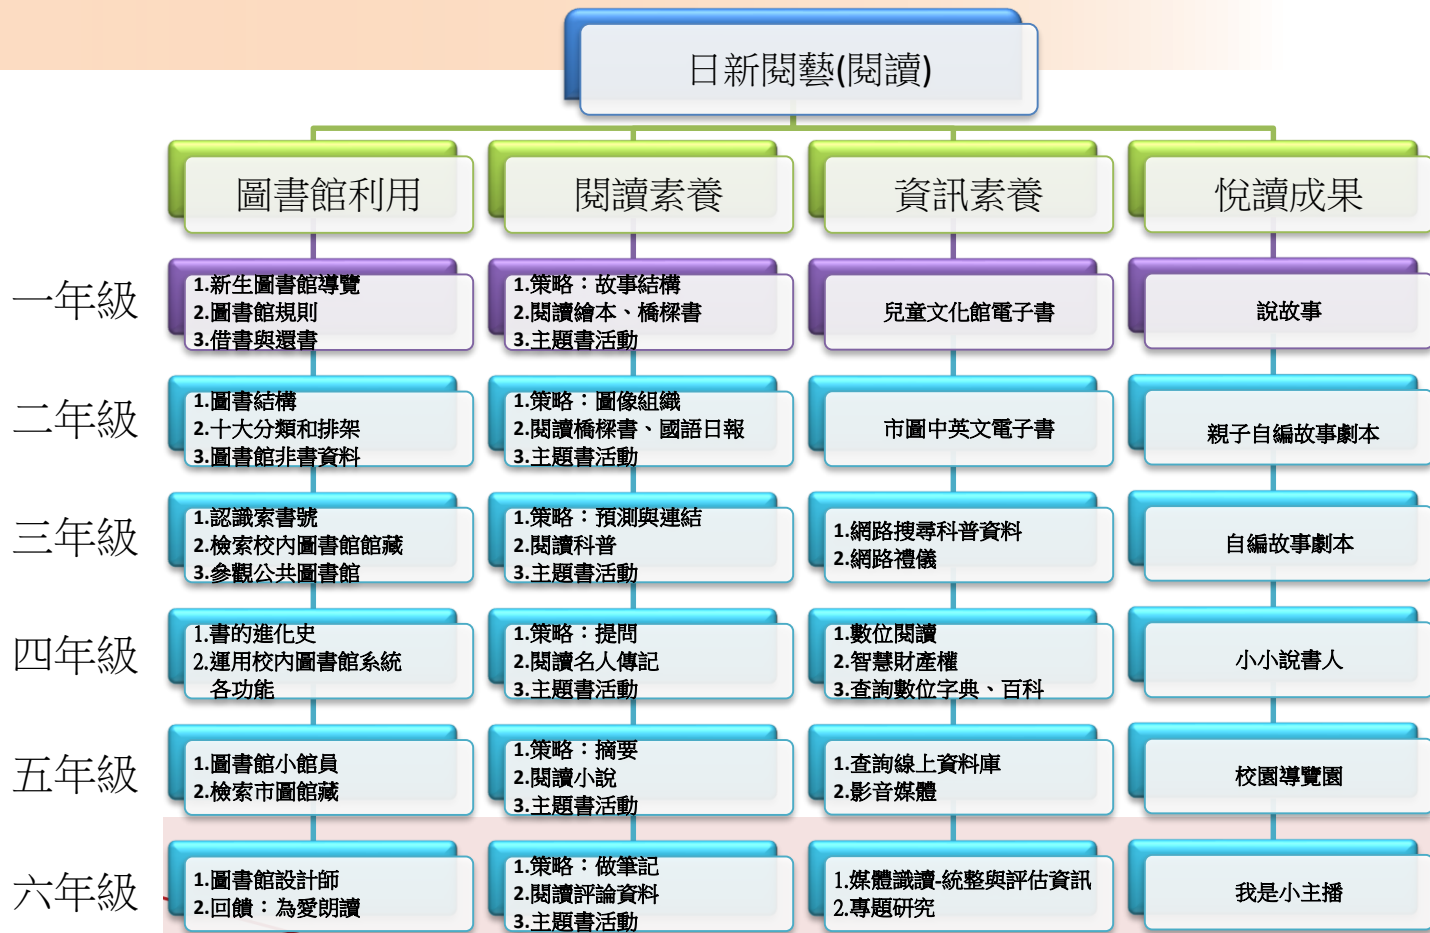 日新閱藝(閱讀)
圖書館利用
閱讀素養
資訊素養
悅讀成果
一年級
1.新生圖書館導覽
2.圖書館規則
3.借書與還書
1.策略：故事結構
2.閱讀繪本、橋樑書
3.主題書活動
兒童文化館電子書
說故事
二年級
1.圖書結構
2.十大分類和排架
3.圖書館非書資料
1.策略：圖像組織
2.閱讀橋樑書、國語日報
3.主題書活動
市圖中英文電子書
親子自編故事劇本
三年級
1.認識索書號
2.檢索校內圖書館館藏
3.參觀公共圖書館
1.策略：預測與連結
2.閱讀科普
3.主題書活動
1.網路搜尋科普資料
2.網路禮儀
自編故事劇本
四年級
1.書的進化史
2.運用校內圖書館系統
各功能
1.策略：提問
2.閱讀名人傳記
3.主題書活動
1.數位閱讀
2.智慧財產權
3.查詢數位字典、百科
小小說書人
五年級
1.圖書館小館員
2.檢索市圖館藏
1.策略：摘要
2.閱讀小說
3.主題書活動
1.查詢線上資料庫
2.影音媒體
校園導覽園
六年級
1.圖書館設計師
2.回饋：為愛朗讀
1.策略：做筆記
2.閱讀評論資料
3.主題書活動
1.媒體識讀-統整與評估資訊
2.專題研究
我是小主播